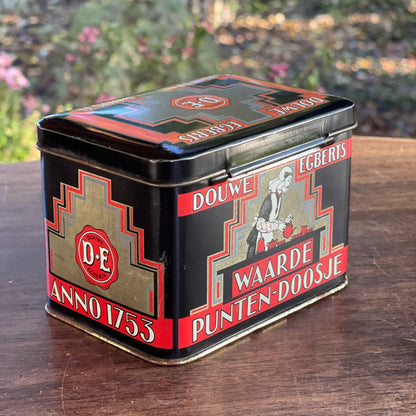 D·E
DOUWE
EGBERTS
D·E
ANNO 1753
DOUWE EGBERTS
WAARDE
PUNTEN-DOOSJE